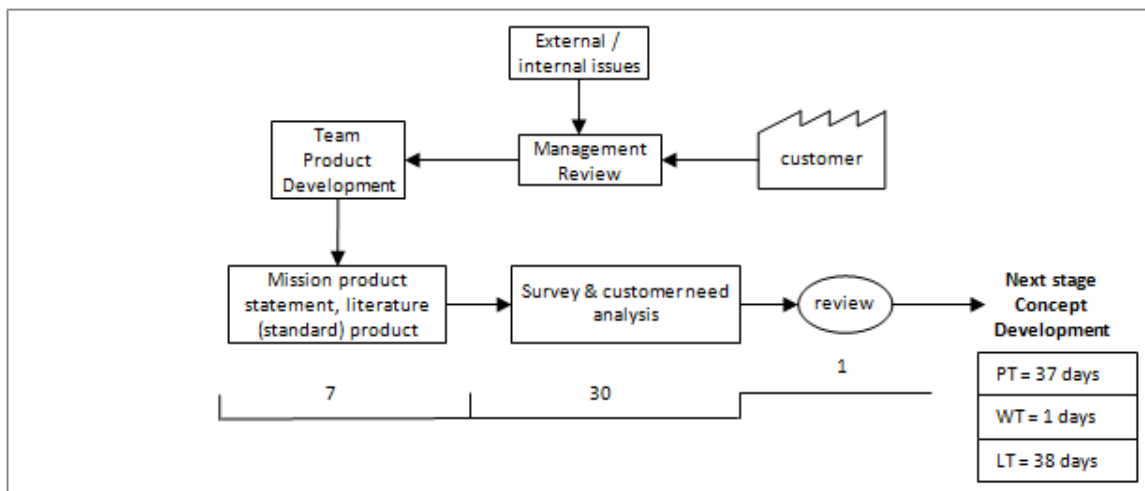 External /
internal issues
Team
Product
Development
Management
Review
customer
Mission product
statement, literature
(standard) product
Survey & customer need
analysis
review
Next stage
Concept
Development
7
30
1
PT = 37 days
WT = 1 days
LT = 38 days